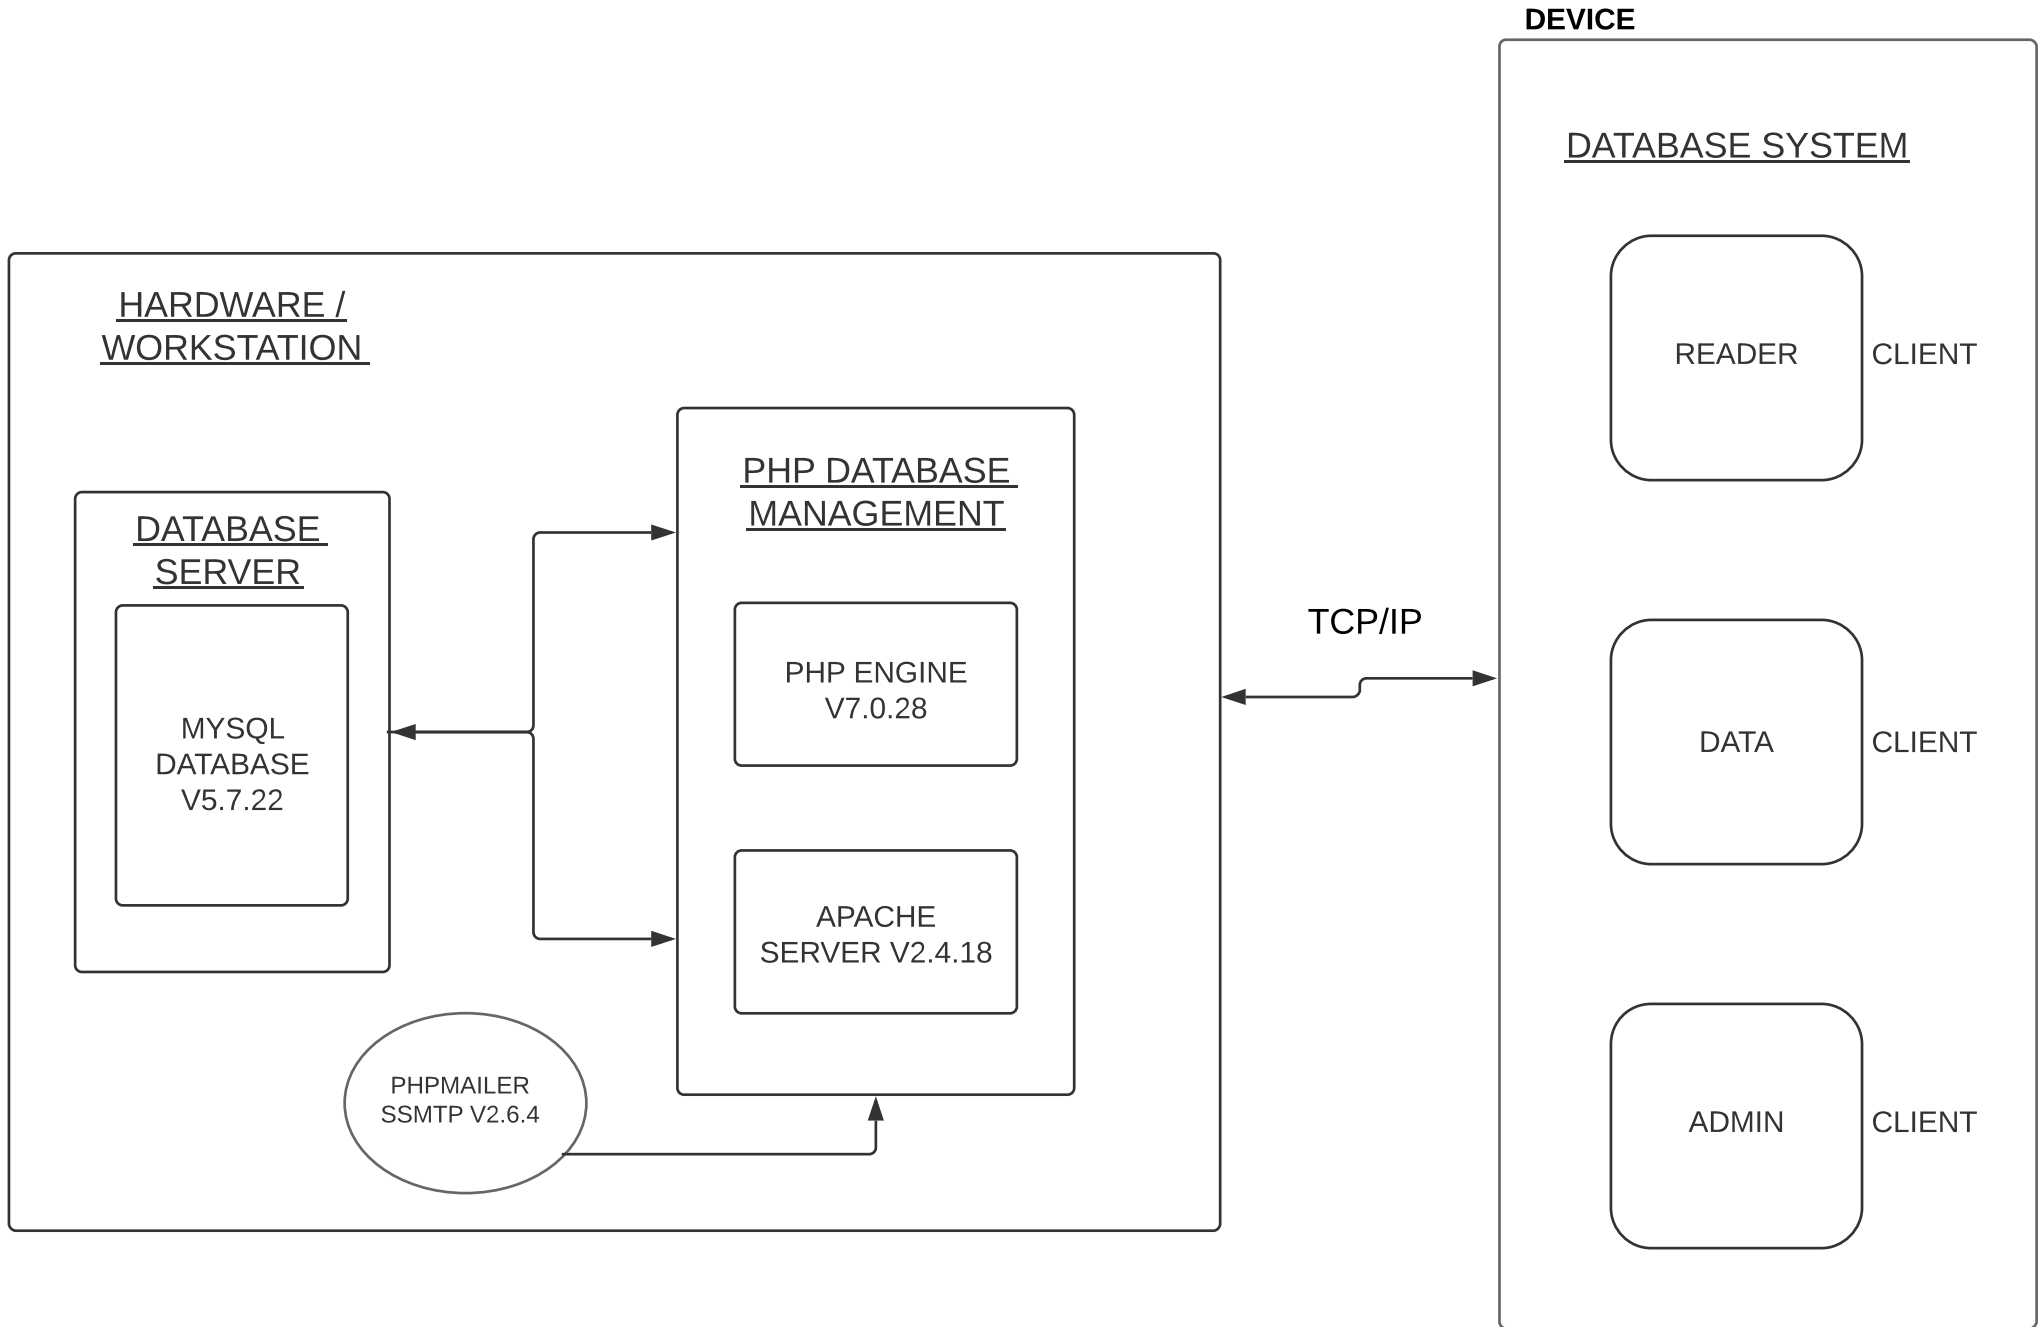 DEVICE
DATABASE SYSTEM
READER
CLIENT
HARDWARE /
WORKSTATION
PHP DATABASE
MANAGEMENT
DATABASE
SERVER
PHP ENGINE
V7.0.28
TCP/IP
MYSQL
DATABASE
V5.7.22
DATA
CLIENT
APACHE
SERVER V2.4.18
PHPMAILER
SSMTP V2.6.4
ADMIN
CLIENT